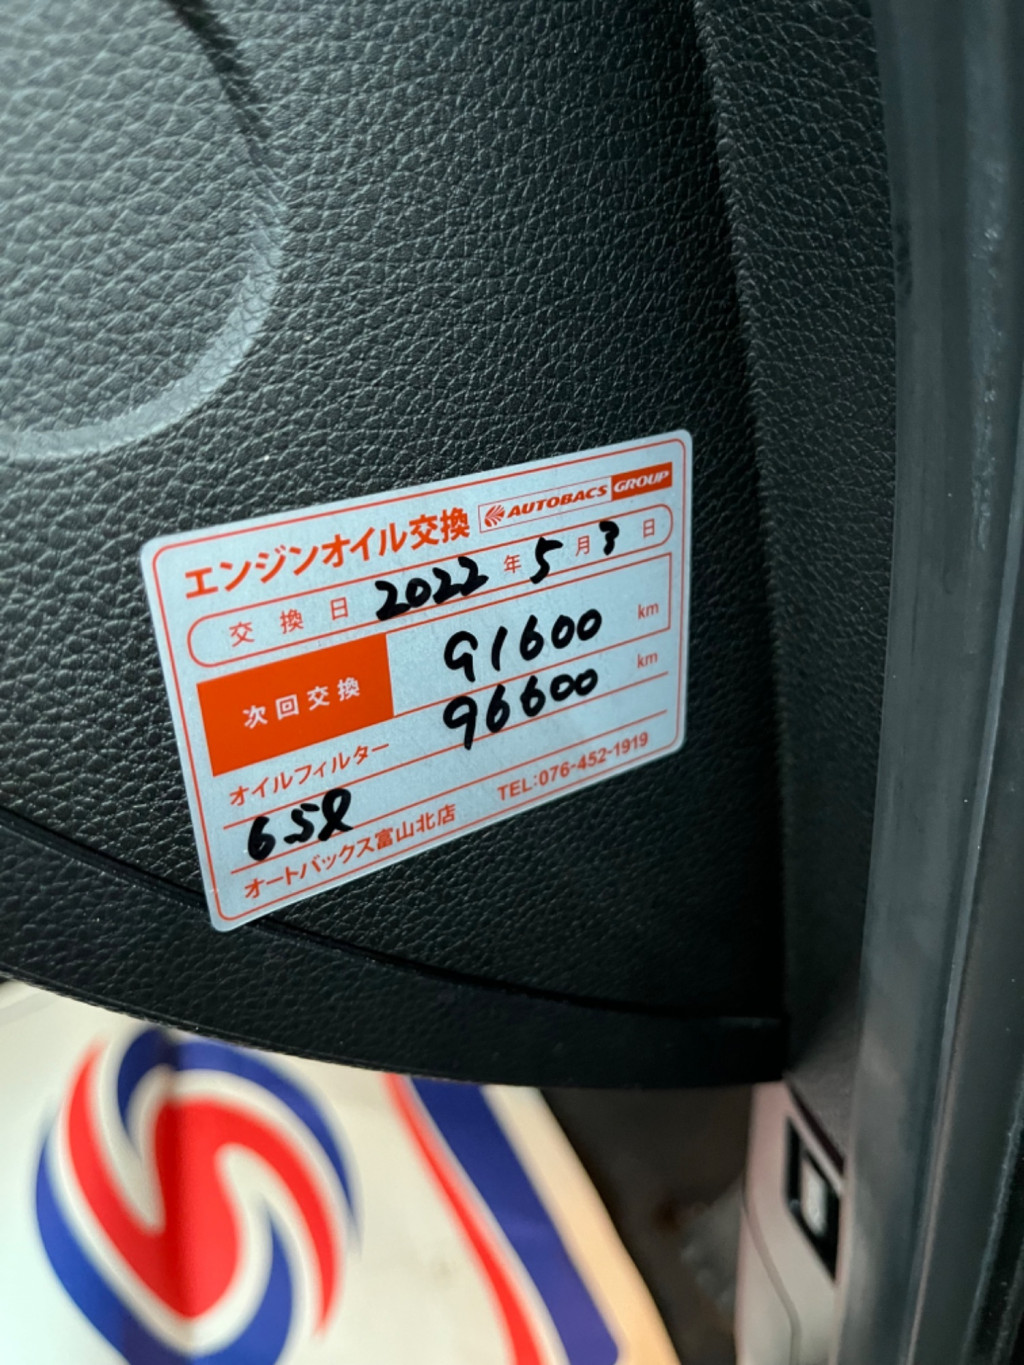 エンジンオイル交換 AUTOBACS GROUP
交換日 2022 年 5 月 3 日
次回交換 91600 km
オイルフィルター 96600 km
65ℓ
オートバックス富山北店 TEL:076-452-1919